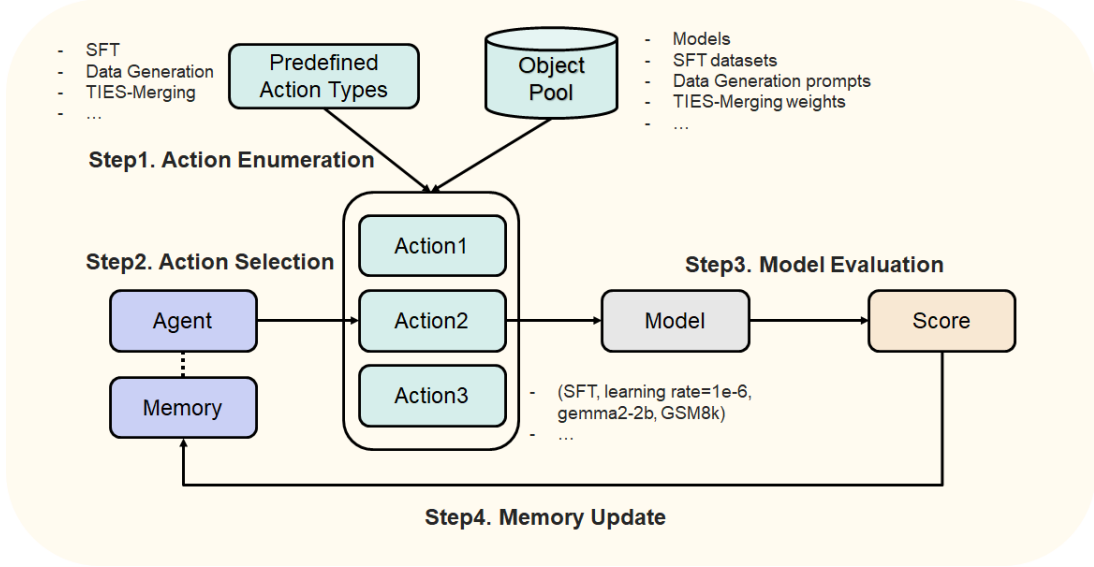 - SFT
- Data Generation
- TIES-Merging
- ...
Predefined
Action Types
Object
Pool
- Models
- SFT datasets
- Data Generation prompts
- TIES-Merging weights
- ...
Step1. Action Enumeration
Step2. Action Selection
Agent
Memory
Action1
Action2
Action3
Step3. Model Evaluation
Model
Score
- (SFT, learning rate=1e-6,
gemma2-2b, GSM8k)
- ...
Step4. Memory Update